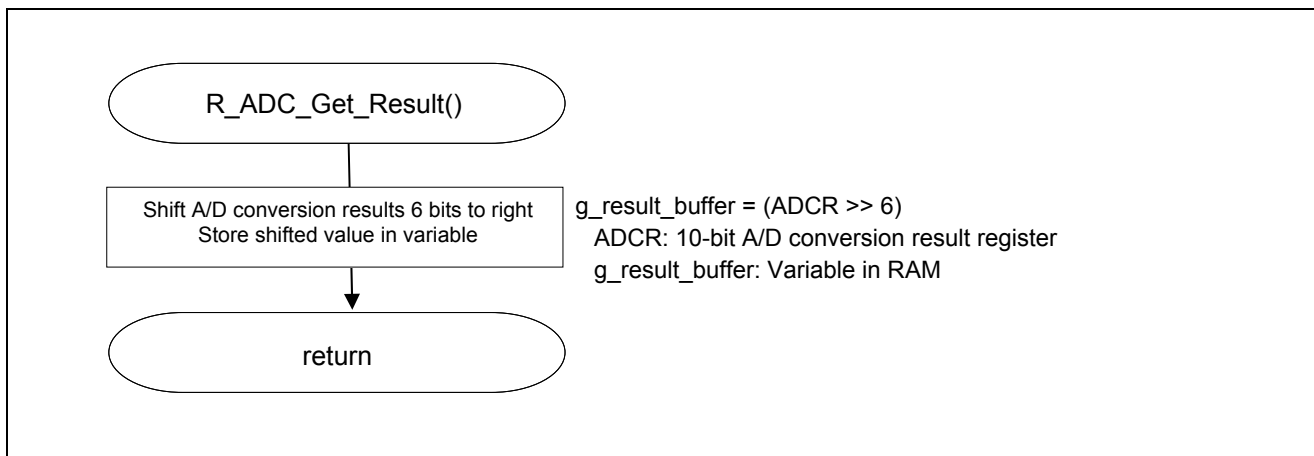 R_ADC_Get_Result()
Shift A/D conversion results 6 bits to right
Store shifted value in variable
g_result_buffer = (ADCR >> 6)
ADCR: 10-bit A/D conversion result register
g_result_buffer: Variable in RAM
return